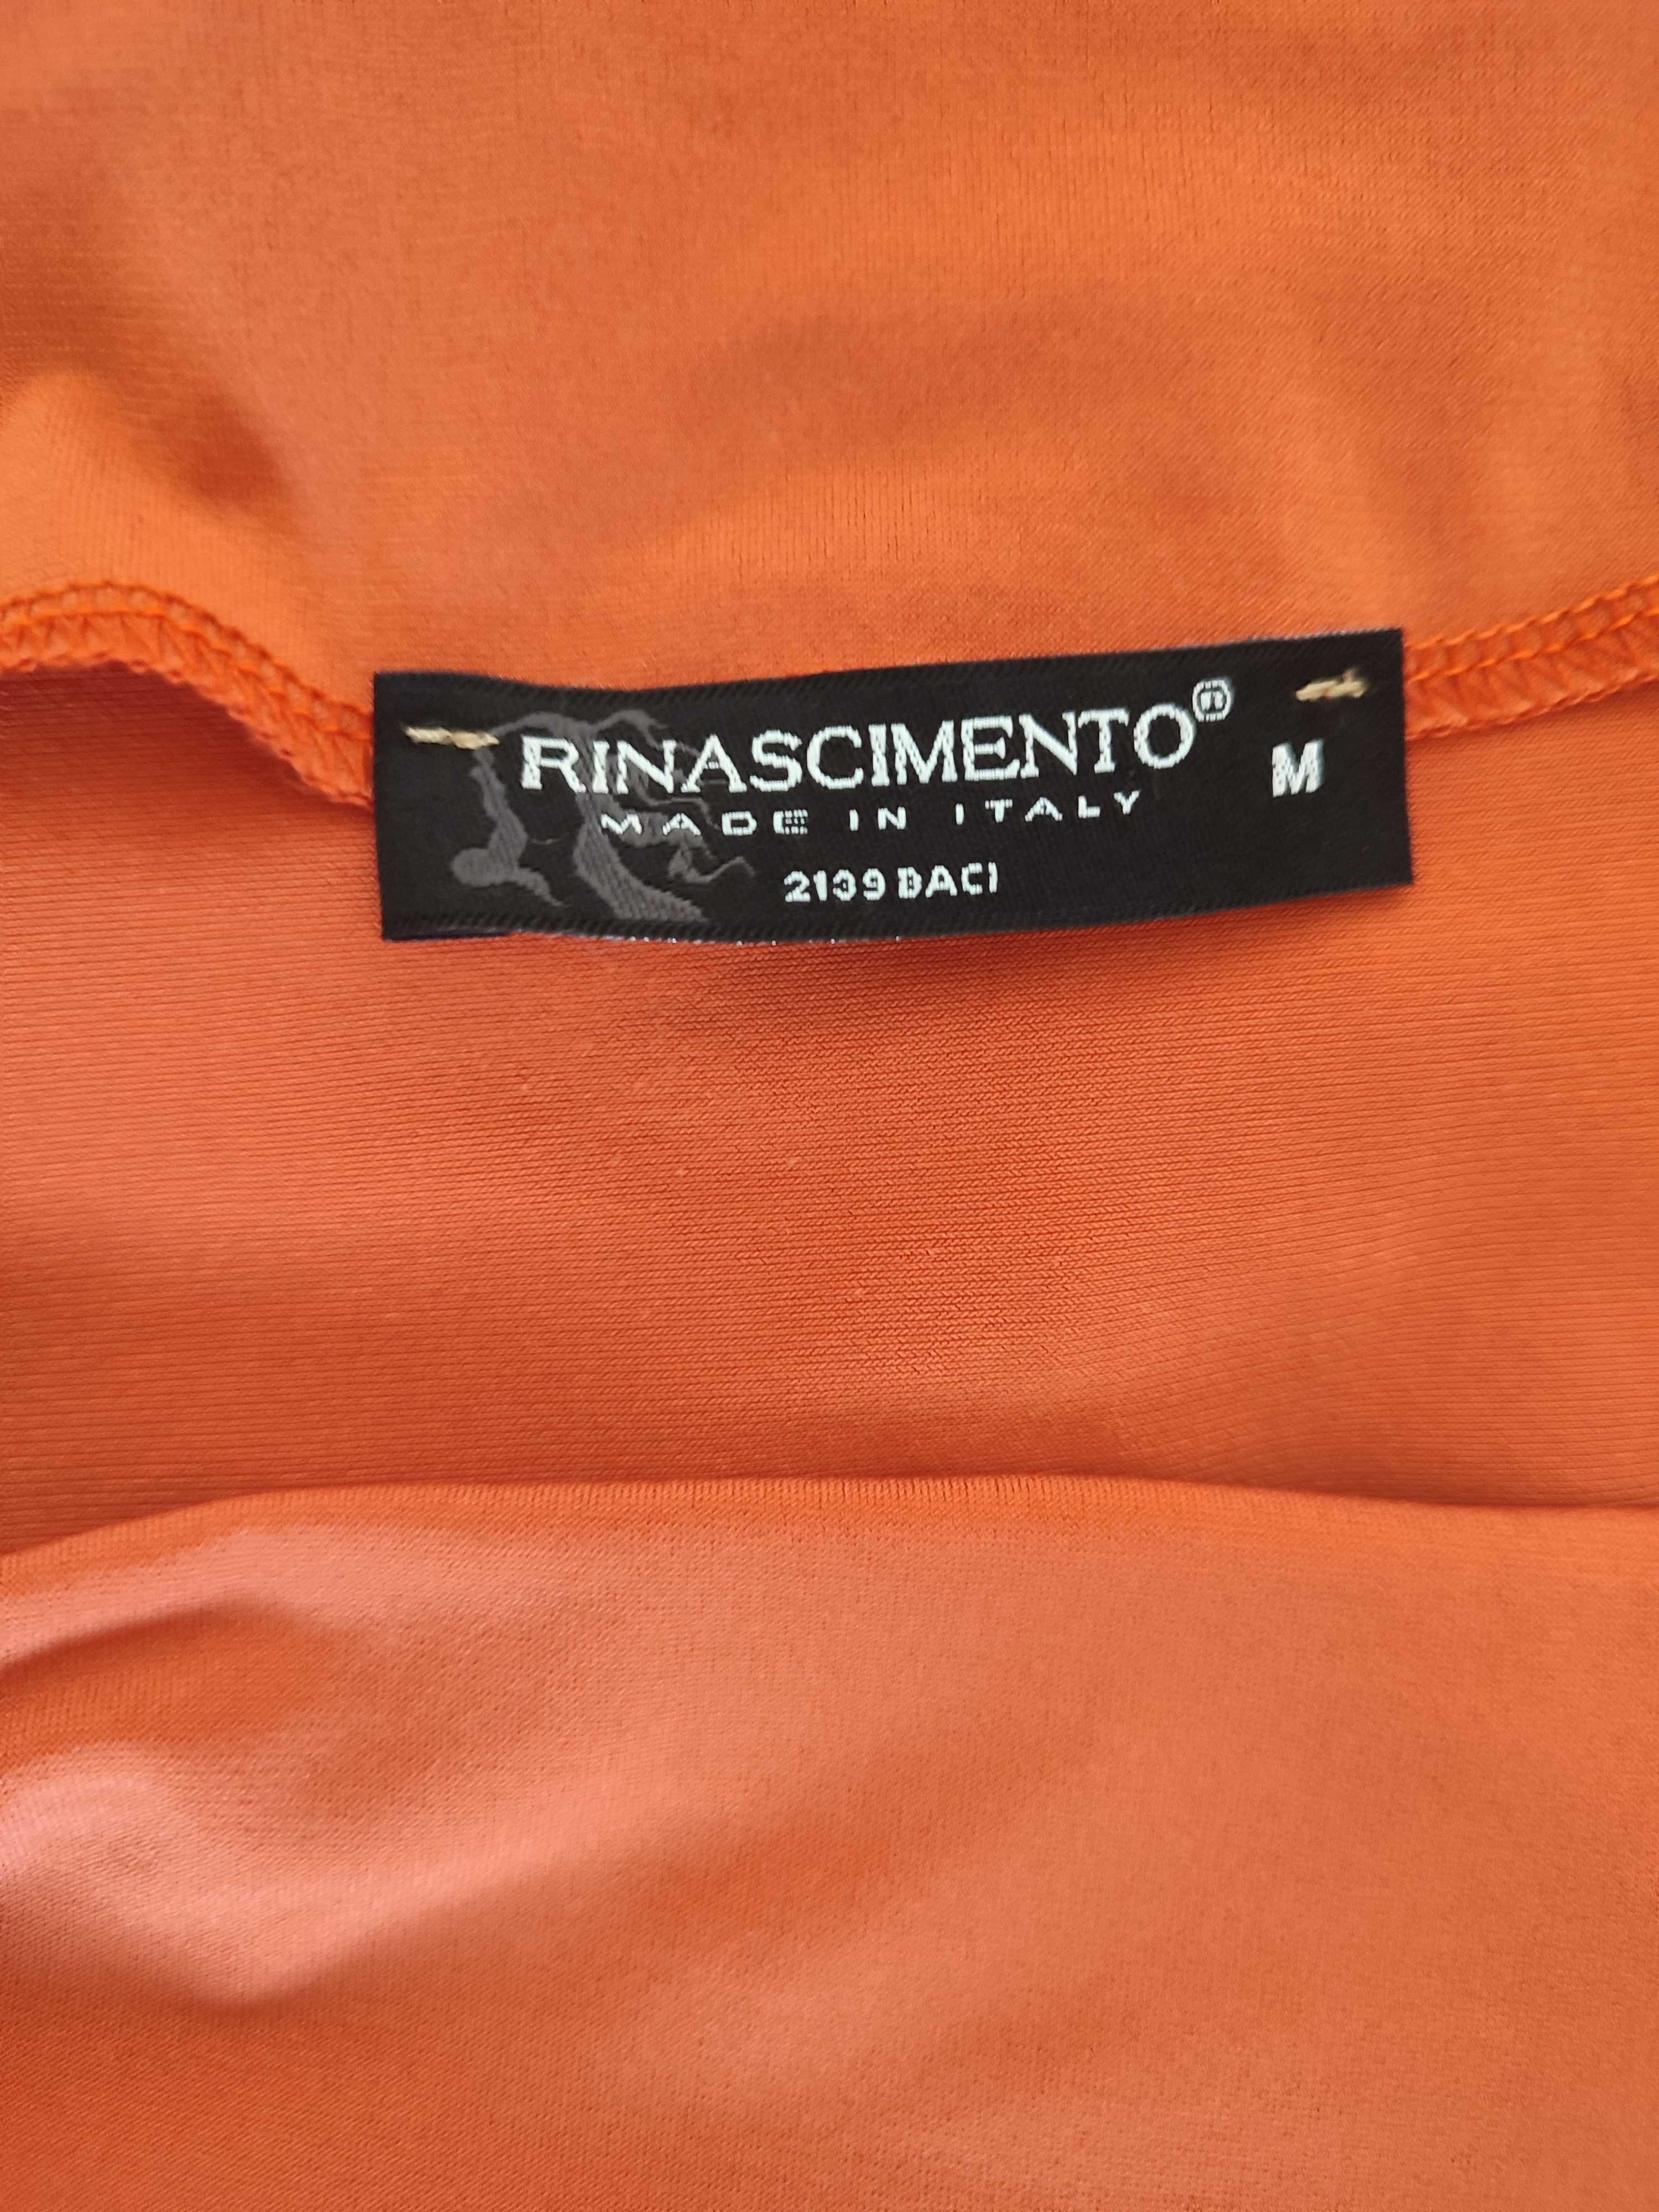 RINASCIMENTO®
M
MADE IN ITALY
2139 BACI